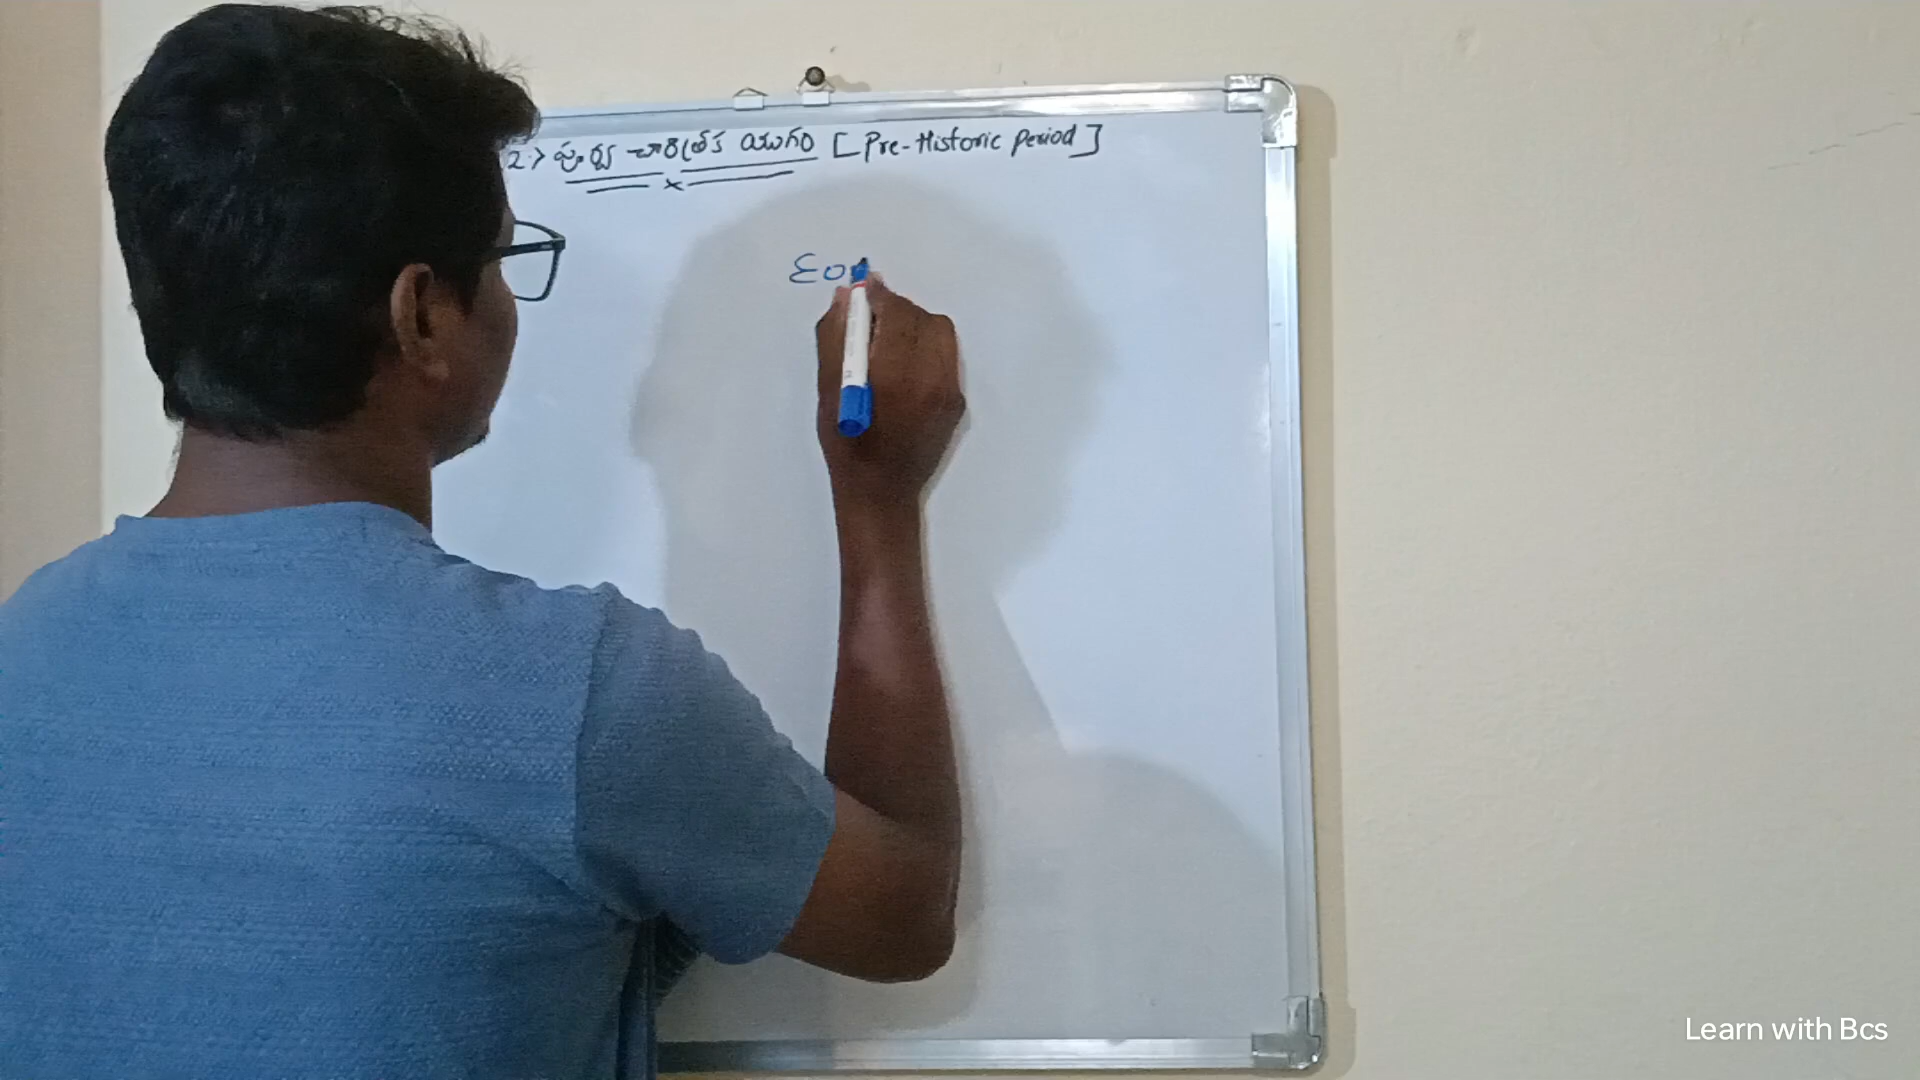 2.> పూర్వ చారిత్రక యుగం [Pre-Historic Period]
Learn with Bcs